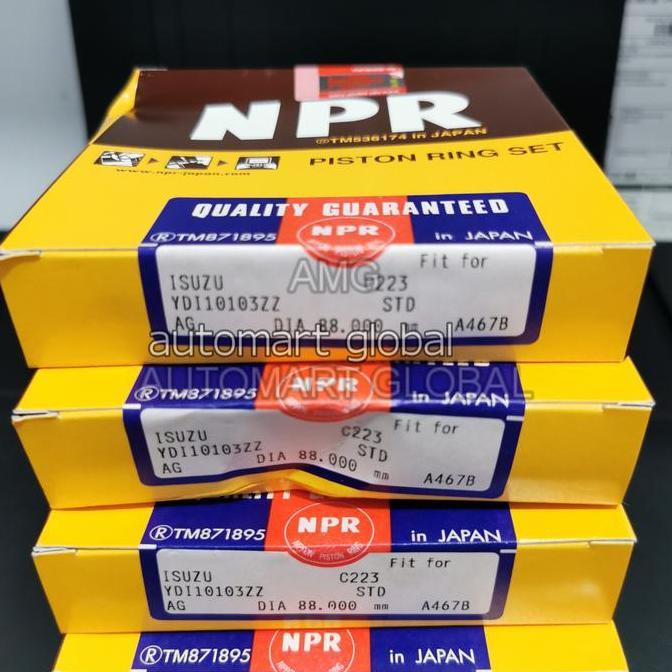 NPR
®TM536174 in JAPAN
PISTON RING SET
www.npr-japan.com
QUALITY GUARANTEED
®TM871895 NPR in JAPAN
Fit for
AMG
ISUZU C223
YDI10103ZZ STD
AG DIA 88.000 mm A467B
automart global
AUTOMART GLOBAL
®TM871895 NPR in JAPAN
Fit for
ISUZU C223
YDI10103ZZ STD
AG DIA 88.000 mm A467B
®TM871895 NPR in JAPAN
NIPPON PISTON RING
Fit for
ISUZU C223
YDI10103ZZ STD
AG DIA 88.000 mm A467B
®TM871895 NPR in JAPAN